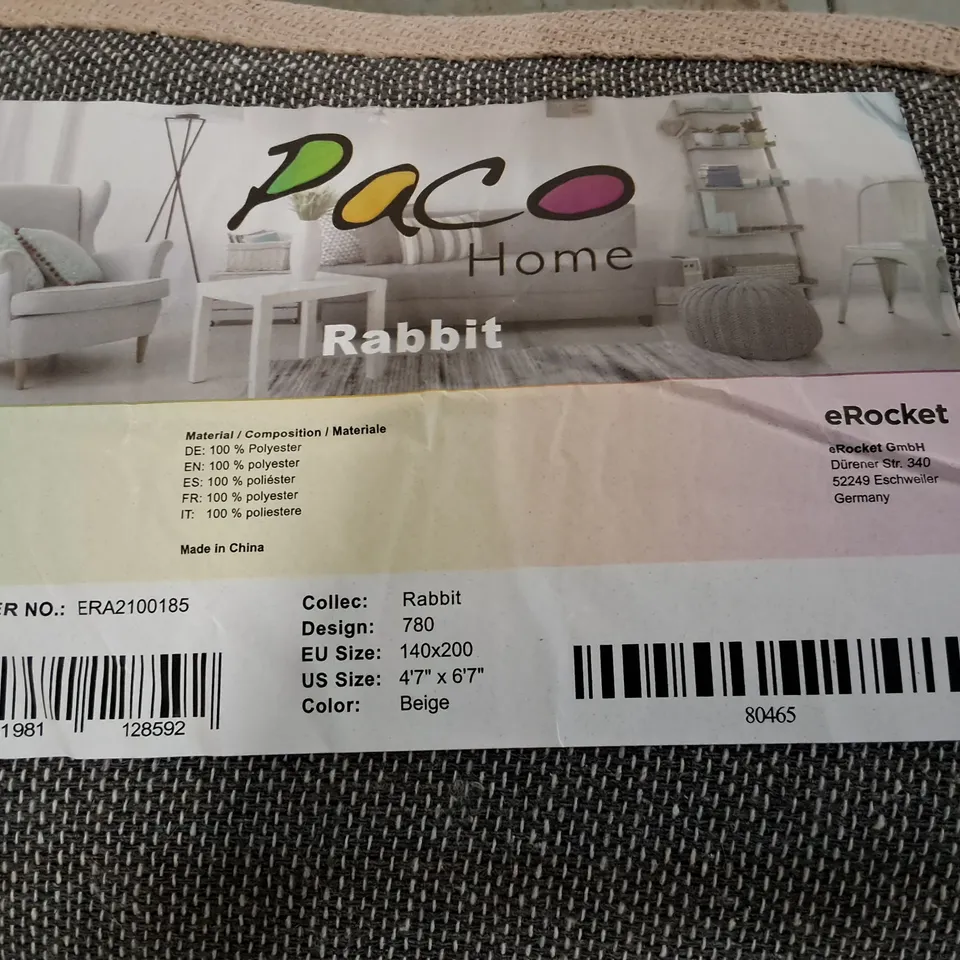 Paco
Home
Rabbit
Material / Composition / Materiale
DE: 100 % Polyester
EN: 100 % polyester
ES: 100 % poliéster
FR: 100 % polyester
IT: 100 % poliestere
Made in China
eRocket
eRocket GmbH
Dürener Str. 340
52249 Eschweiler
Germany
ER NO.: ERA2100185
1981 128592
Collec: Rabbit
Design: 780
EU Size: 140x200
US Size: 4'7" x 6'7"
Color: Beige
80465